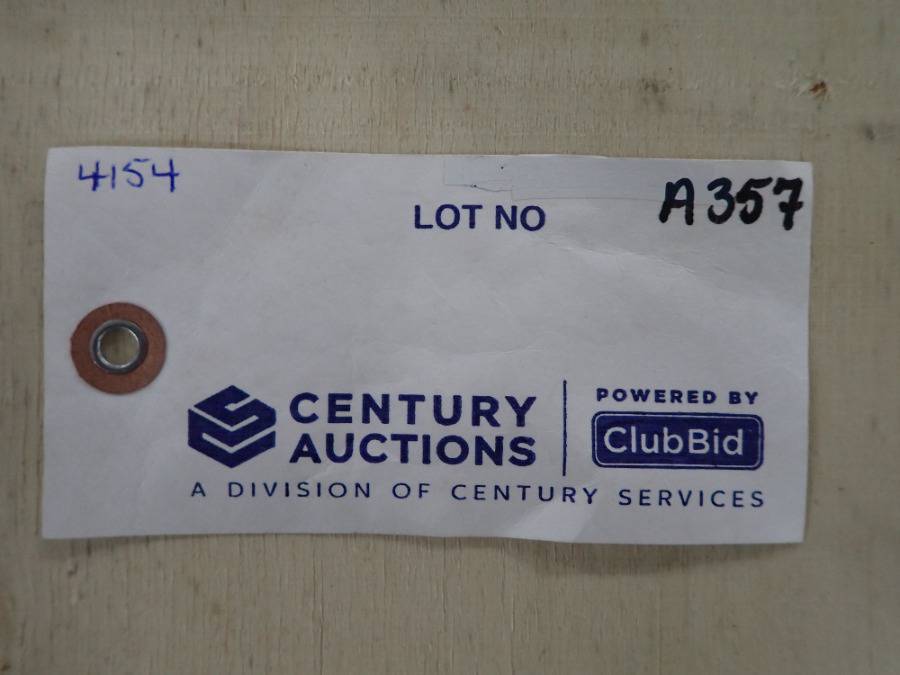 4154
LOT NO
A357
CENTURY
AUCTIONS
POWERED BY
ClubBid
A DIVISION OF CENTURY SERVICES